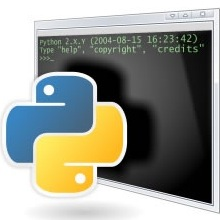 Python 2.X.Y (2004-08-15 16:23:42)
Type "help", "copyright", "credits"
>>>_